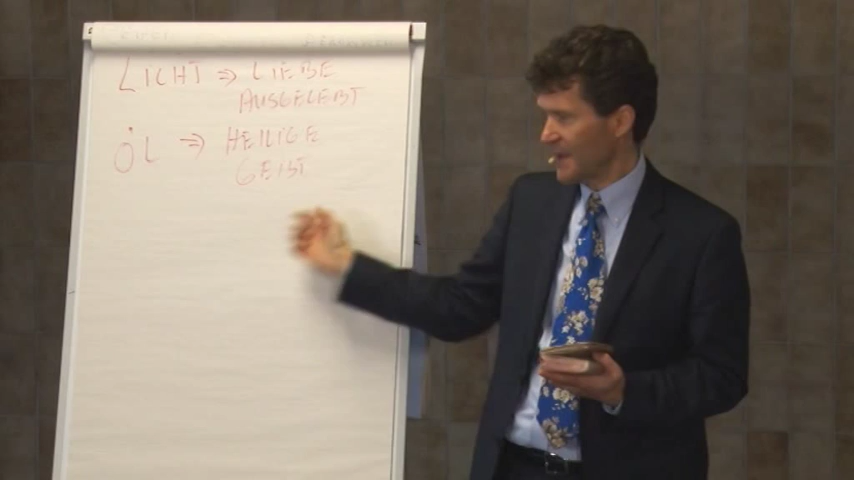 LICHT ⇒ LIEBE
AUSGELEBT
ÖL ⇒ HEILIGE
GEIST